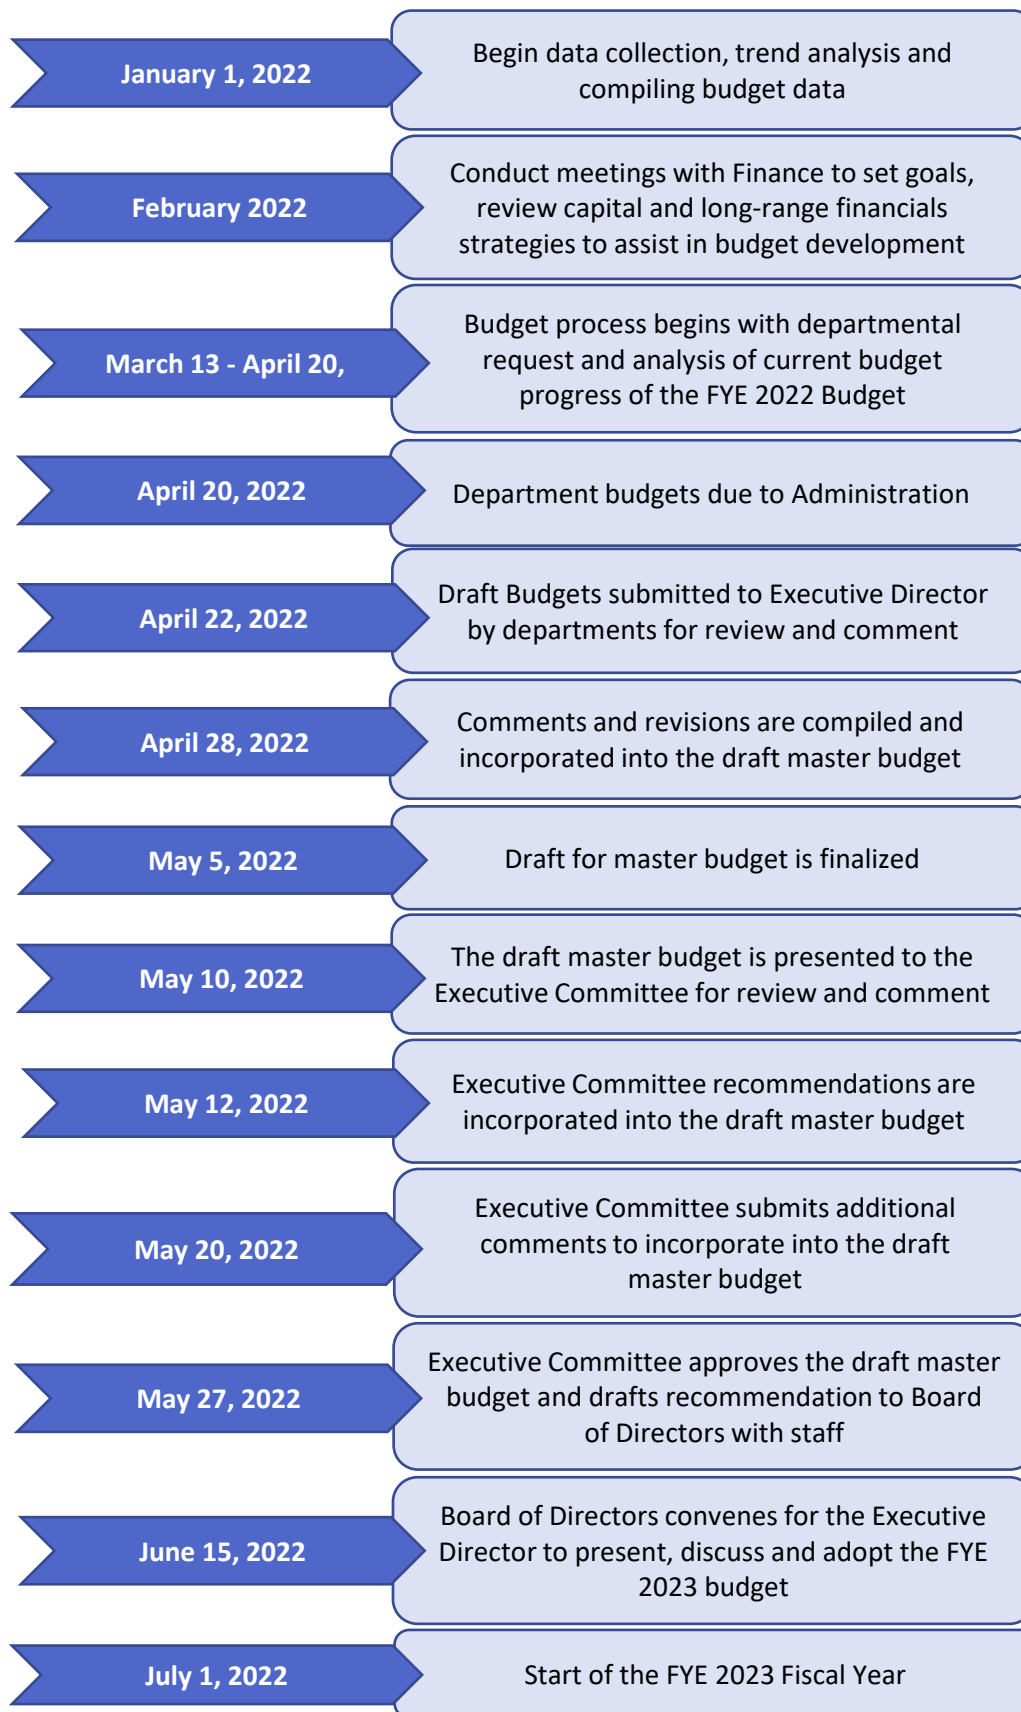 January 1, 2022
Begin data collection, trend analysis and
compiling budget data
February 2022
Conduct meetings with Finance to set goals,
review capital and long-range financials
strategies to assist in budget development
March 13 - April 20,
Budget process begins with departmental
request and analysis of current budget
progress of the FYE 2022 Budget
April 20, 2022
Department budgets due to Administration
April 22, 2022
Draft Budgets submitted to Executive Director
by departments for review and comment
April 28, 2022
Comments and revisions are compiled and
incorporated into the draft master budget
May 5, 2022
Draft for master budget is finalized
May 10, 2022
The draft master budget is presented to the
Executive Committee for review and comment
May 12, 2022
Executive Committee recommendations are
incorporated into the draft master budget
May 20, 2022
Executive Committee submits additional
comments to incorporate into the draft
master budget
May 27, 2022
Executive Committee approves the draft master
budget and drafts recommendation to Board
of Directors with staff
June 15, 2022
Board of Directors convenes for the Executive
Director to present, discuss and adopt the FYE
2023 budget
July 1, 2022
Start of the FYE 2023 Fiscal Year